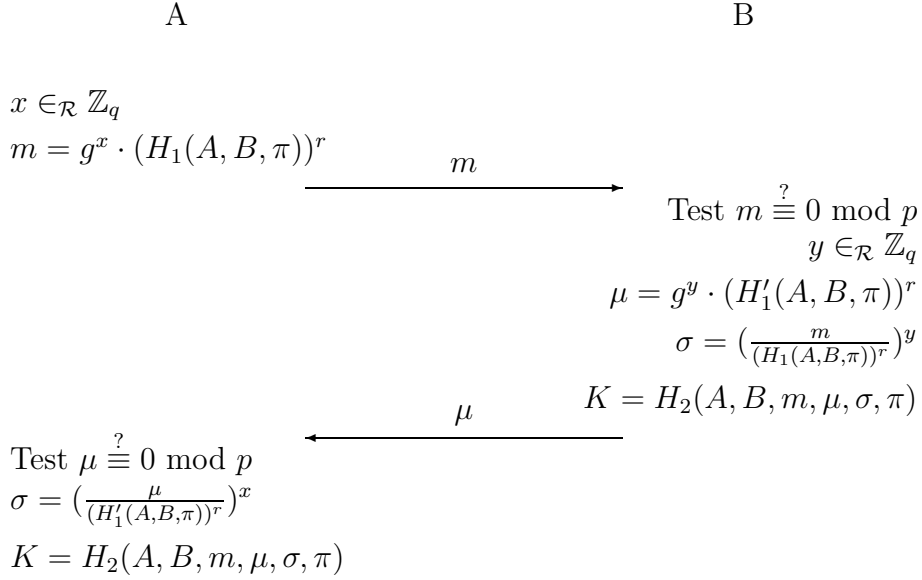 A B
x ∈_R ℤ_q
m = g^x · (H_1(A, B, π))^r
m
Test m ≟≡ 0 mod p
y ∈_R ℤ_q
μ = g^y · (H'_1(A, B, π))^r
σ = (m/(H_1(A,B,π))^r)^y
K = H_2(A, B, m, μ, σ, π)
μ
Test μ ≟≡ 0 mod p
σ = (μ/(H'_1(A,B,π))^r)^x
K = H_2(A, B, m, μ, σ, π)